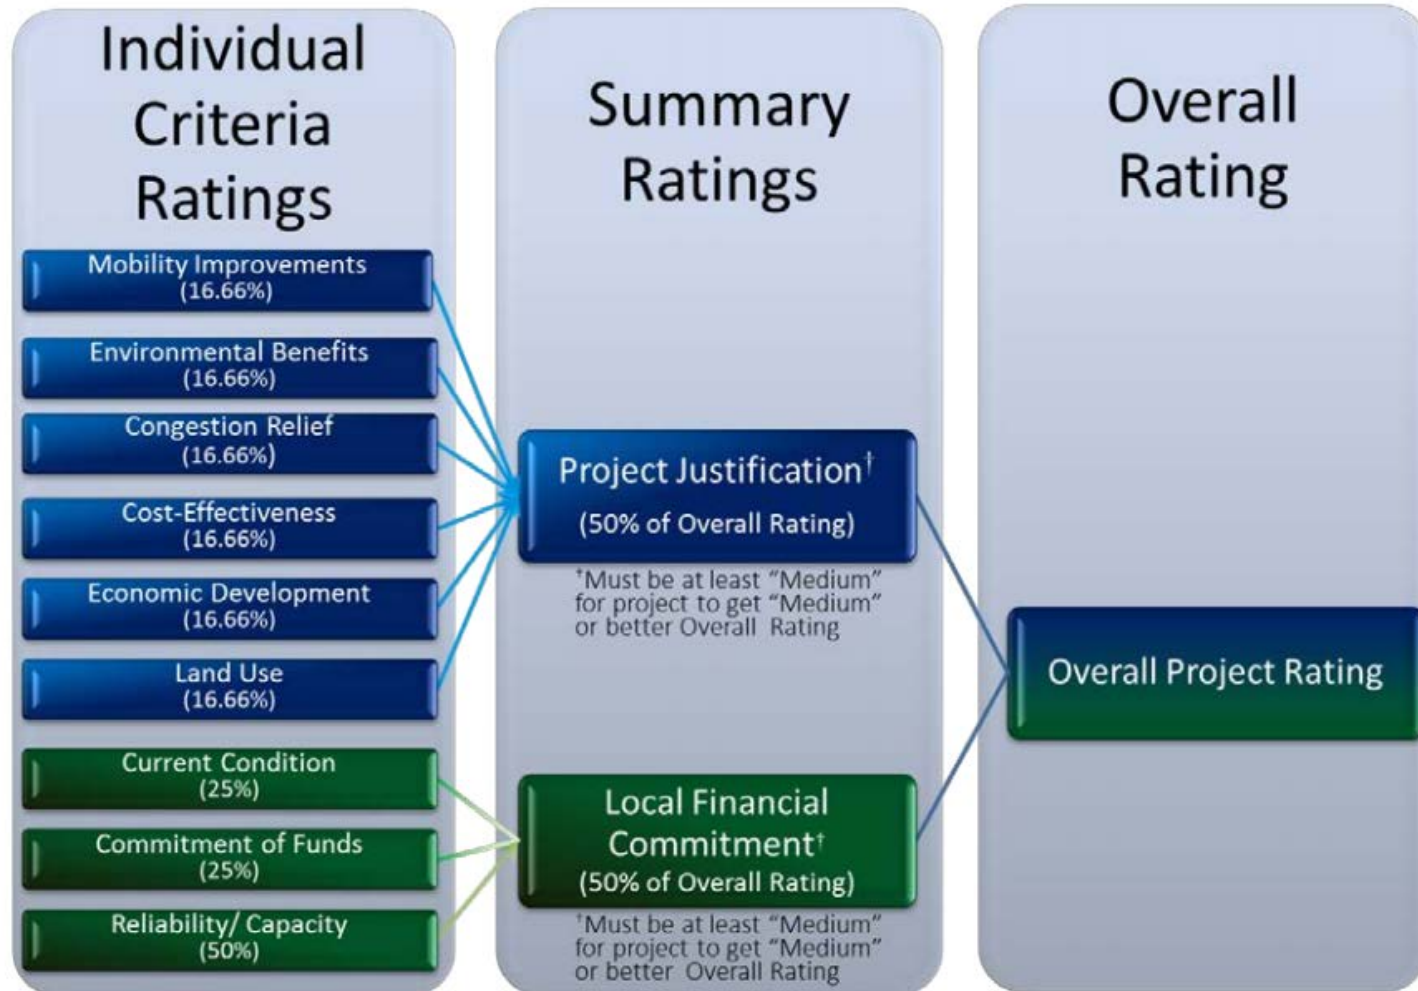 Individual
Criteria
Ratings
Mobility Improvements
(16.66%)
Environmental Benefits
(16.66%)
Congestion Relief
(16.66%)
Cost-Effectiveness
(16.66%)
Economic Development
(16.66%)
Land Use
(16.66%)
Current Condition
(25%)
Commitment of Funds
(25%)
Reliability/ Capacity
(50%)
Summary
Ratings
Project Justification†
(50% of Overall Rating)
†Must be at least “Medium”
for project to get “Medium”
or better Overall Rating
Local Financial
Commitment†
(50% of Overall Rating)
†Must be at least “Medium”
for project to get “Medium”
or better Overall Rating
Overall
Rating
Overall Project Rating